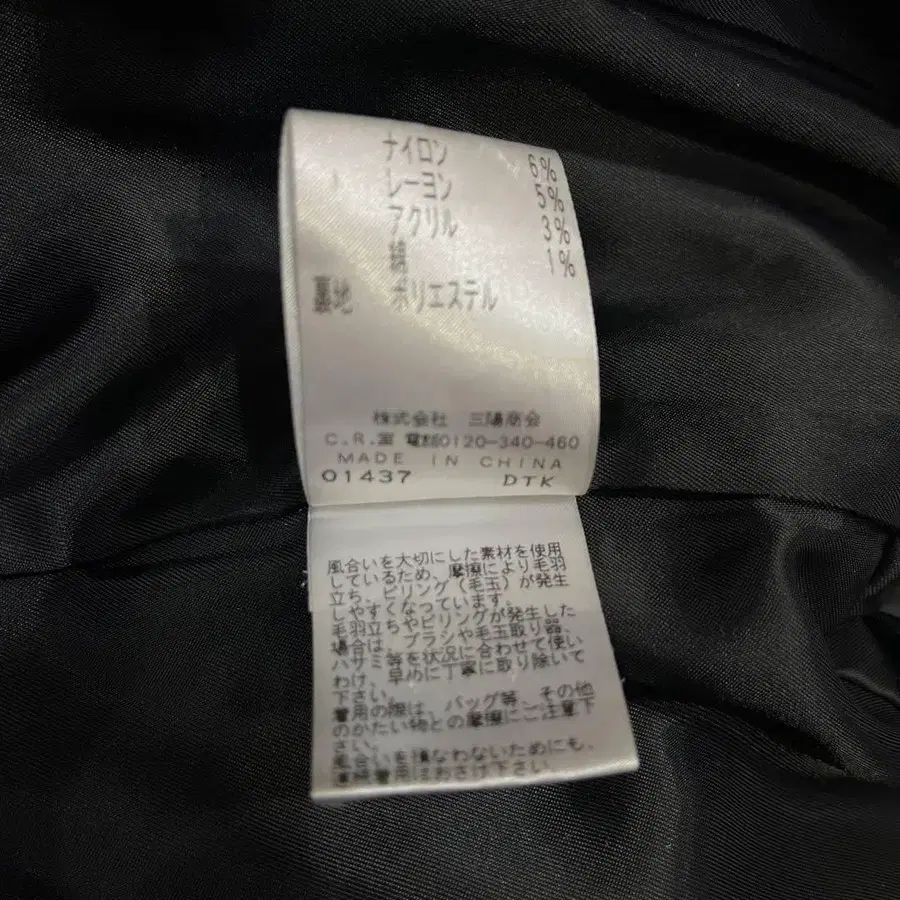 ナイロン 6%
レーヨン 5%
アクリル 3%
綿 1%
裏地 ポリエステル
株式会社 三陽商会
C.R.室 電話0120-340-460
MADE IN CHINA
01437 DTK
風合いを大切にした素材を使用
しているため、摩擦により毛羽
立ち、ピリング(毛玉)が発生
しやすくなっています。
毛羽立ちやピリングが発生した
場合は、ブラシや毛玉取り器、
ハサミ等を状況に合わせて使い
わけ、早めに丁寧に取り除いて
下さい。
着用の際は、バッグ等、その他
のかたい物との摩擦にご注意下
さい。
風合いを損なわないためにも、
連続着用はおさけ下さい。